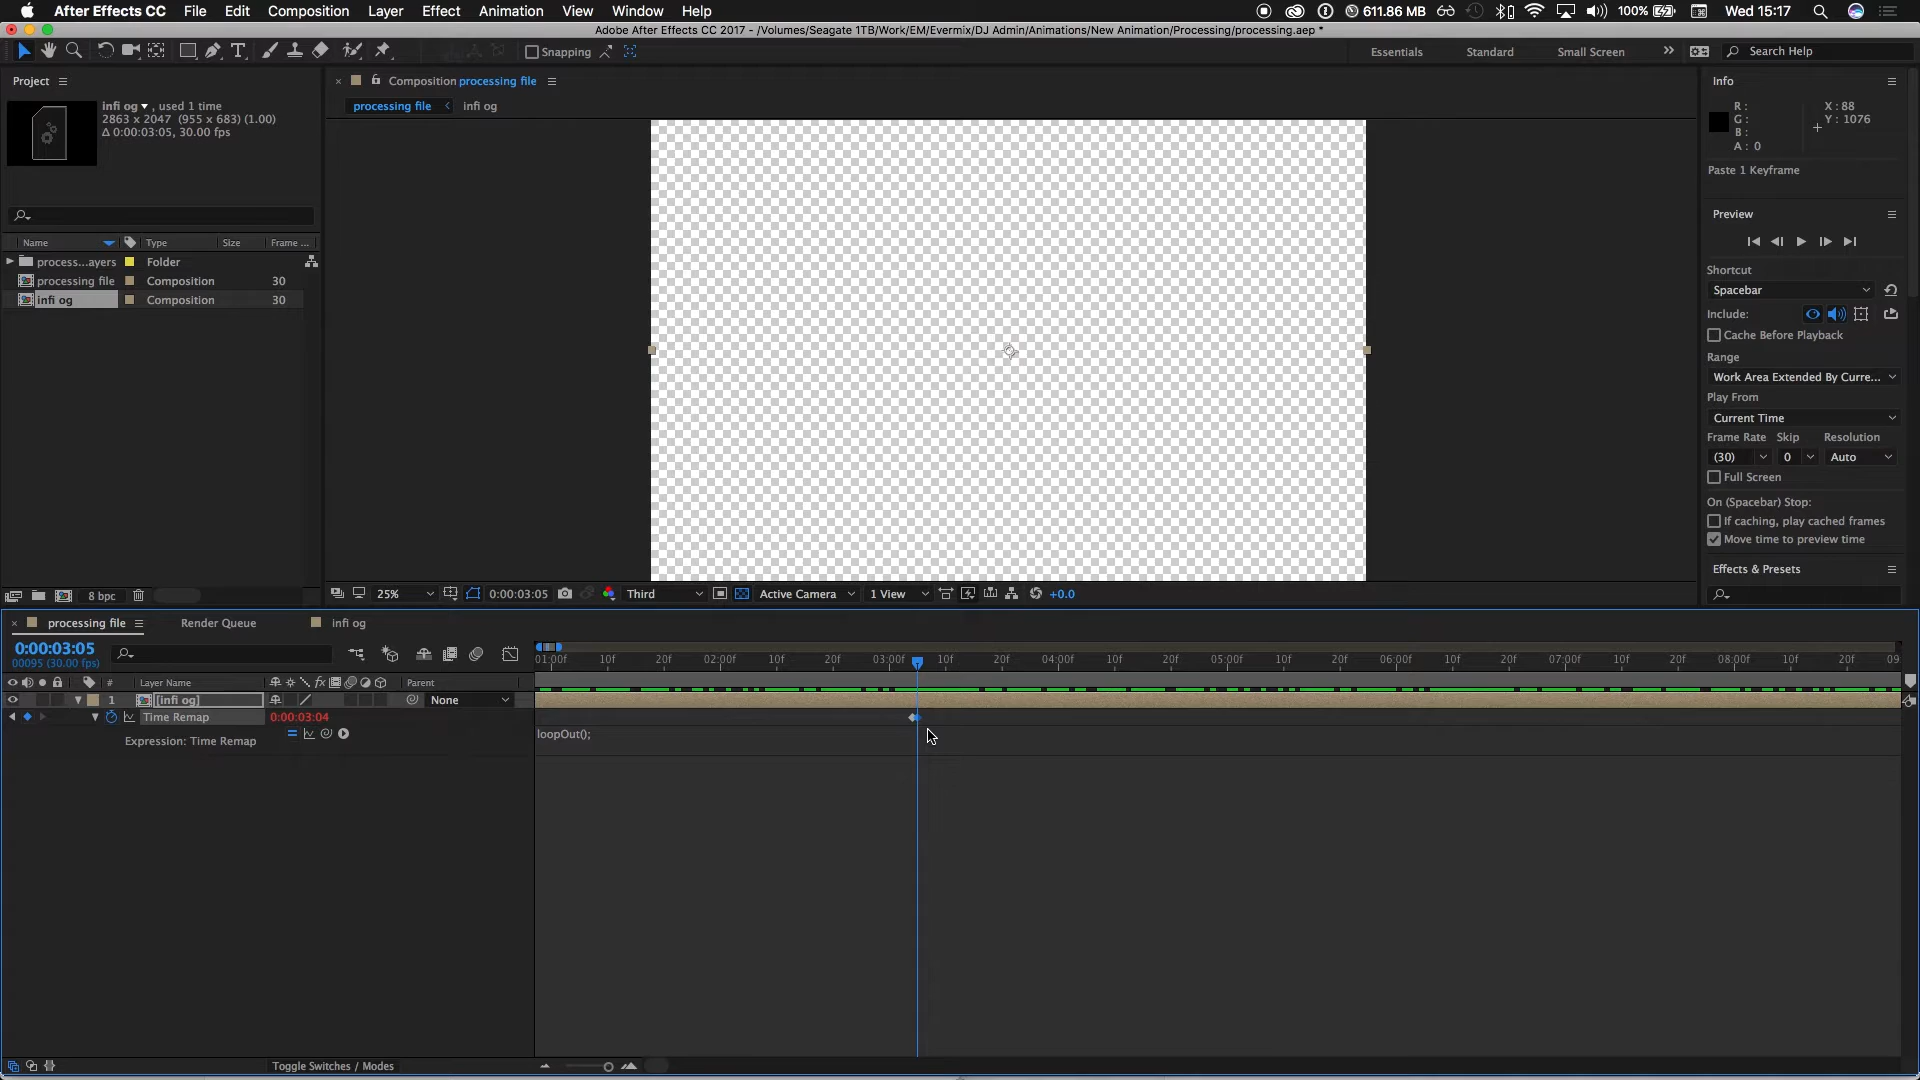 After Effects CC File Edit Composition Layer Effect Animation View Window Help 611.86 MB 100% Wed 15:17
Adobe After Effects CC 2017 - /Volumes/Seagate 1TB/Work/EM/Evermix/DJ Admin/Animations/New Animation/Processing/processing.aep *
Snapping Essentials Standard Small Screen Search Help
Project
infi og , used 1 time
2863 x 2047 (955 x 683) (1.00)
Δ 0:00:03:05, 30.00 fps
Name Type Size Frame ...
process...ayers Folder
processing file Composition 30
infi og Composition 30
8 bpc
Composition processing file
processing file infi og
25% 0:00:03:05 Third Active Camera 1 View +0.0
Info
R : X : 88
G : Y : 1076
B :
A : 0
Paste 1 Keyframe
Preview
Shortcut
Spacebar
Include:
Cache Before Playback
Range
Work Area Extended By Curre...
Play From
Current Time
Frame Rate Skip Resolution
(30) 0 Auto
Full Screen
On (Spacebar) Stop:
If caching, play cached frames
Move time to preview time
Effects & Presets
processing file Render Queue infi og
0:00:03:05
00095 (30.00 fps)
01:00f 10f 20f 02:00f 10f 20f 03:00f 10f 20f 04:00f 10f 20f 05:00f 10f 20f 06:00f 10f 20f 07:00f 10f 20f 08:00f 10f 20f 09:
# Layer Name Parent
1 [infi og] None
Time Remap 0:00:03:04
Expression: Time Remap loopOut();
Toggle Switches / Modes